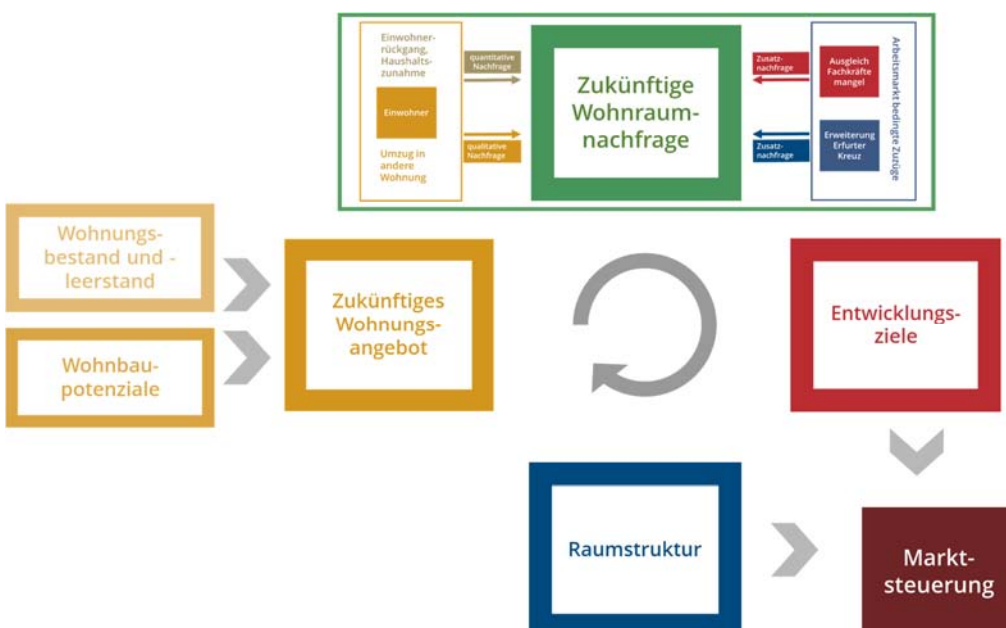 Einwohner-
rückgang,
Haushalts-
zunahme
Einwohner
Umzug in
andere
Wohnung
quantitative
Nachfrage
qualitative
Nachfrage
Zukünftige
Wohnraum-
nachfrage
Zusatz-
nachfrage
Zusatz-
nachfrage
Ausgleich
Fachkräfte
mangel
Erweiterung
Erfurter
Kreuz
Arbeitsmarkt bedingte Zuzüge
Wohnungs-
bestand und -
leerstand
Wohnbau-
potenziale
Zukünftiges
Wohnungs-
angebot
Entwicklungs-
ziele
Raumstruktur
Markt-
steuerung